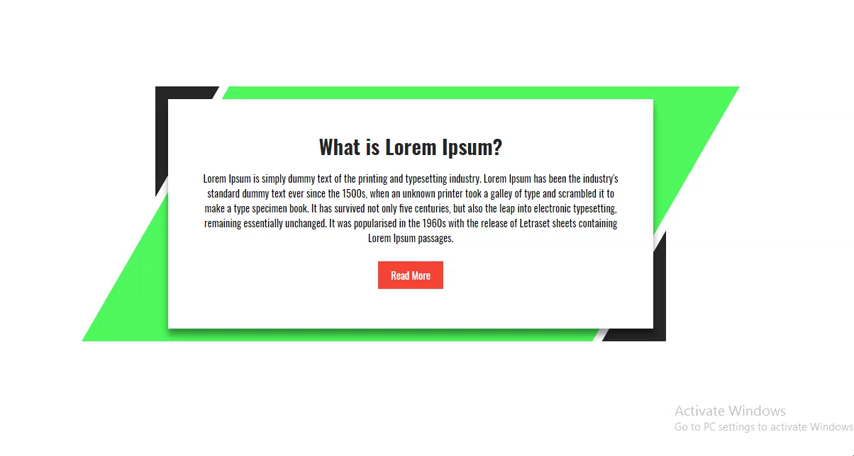 What is Lorem Ipsum?
Lorem Ipsum is simply dummy text of the printing and typesetting industry. Lorem Ipsum has been the industry's
standard dummy text ever since the 1500s, when an unknown printer took a galley of type and scrambled it to
make a type specimen book. It has survived not only five centuries, but also the leap into electronic typesetting,
remaining essentially unchanged. It was popularised in the 1960s with the release of Letraset sheets containing
Lorem Ipsum passages.
Read More
Activate Windows
Go to PC settings to activate Windows